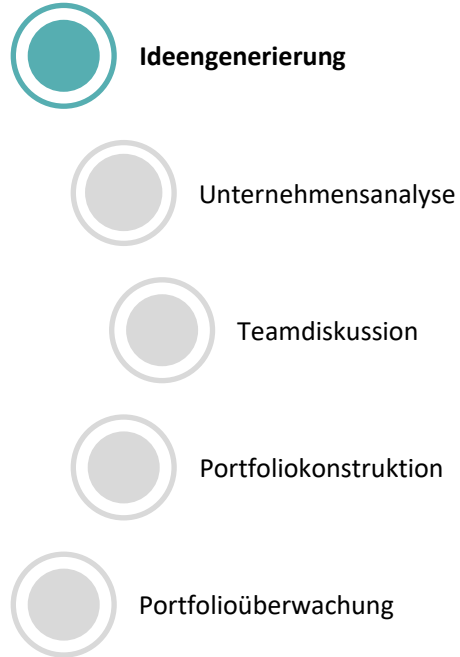 Ideengenerierung
Unternehmensanalyse
Teamdiskussion
Portfoliokonstruktion
Portfolioüberwachung